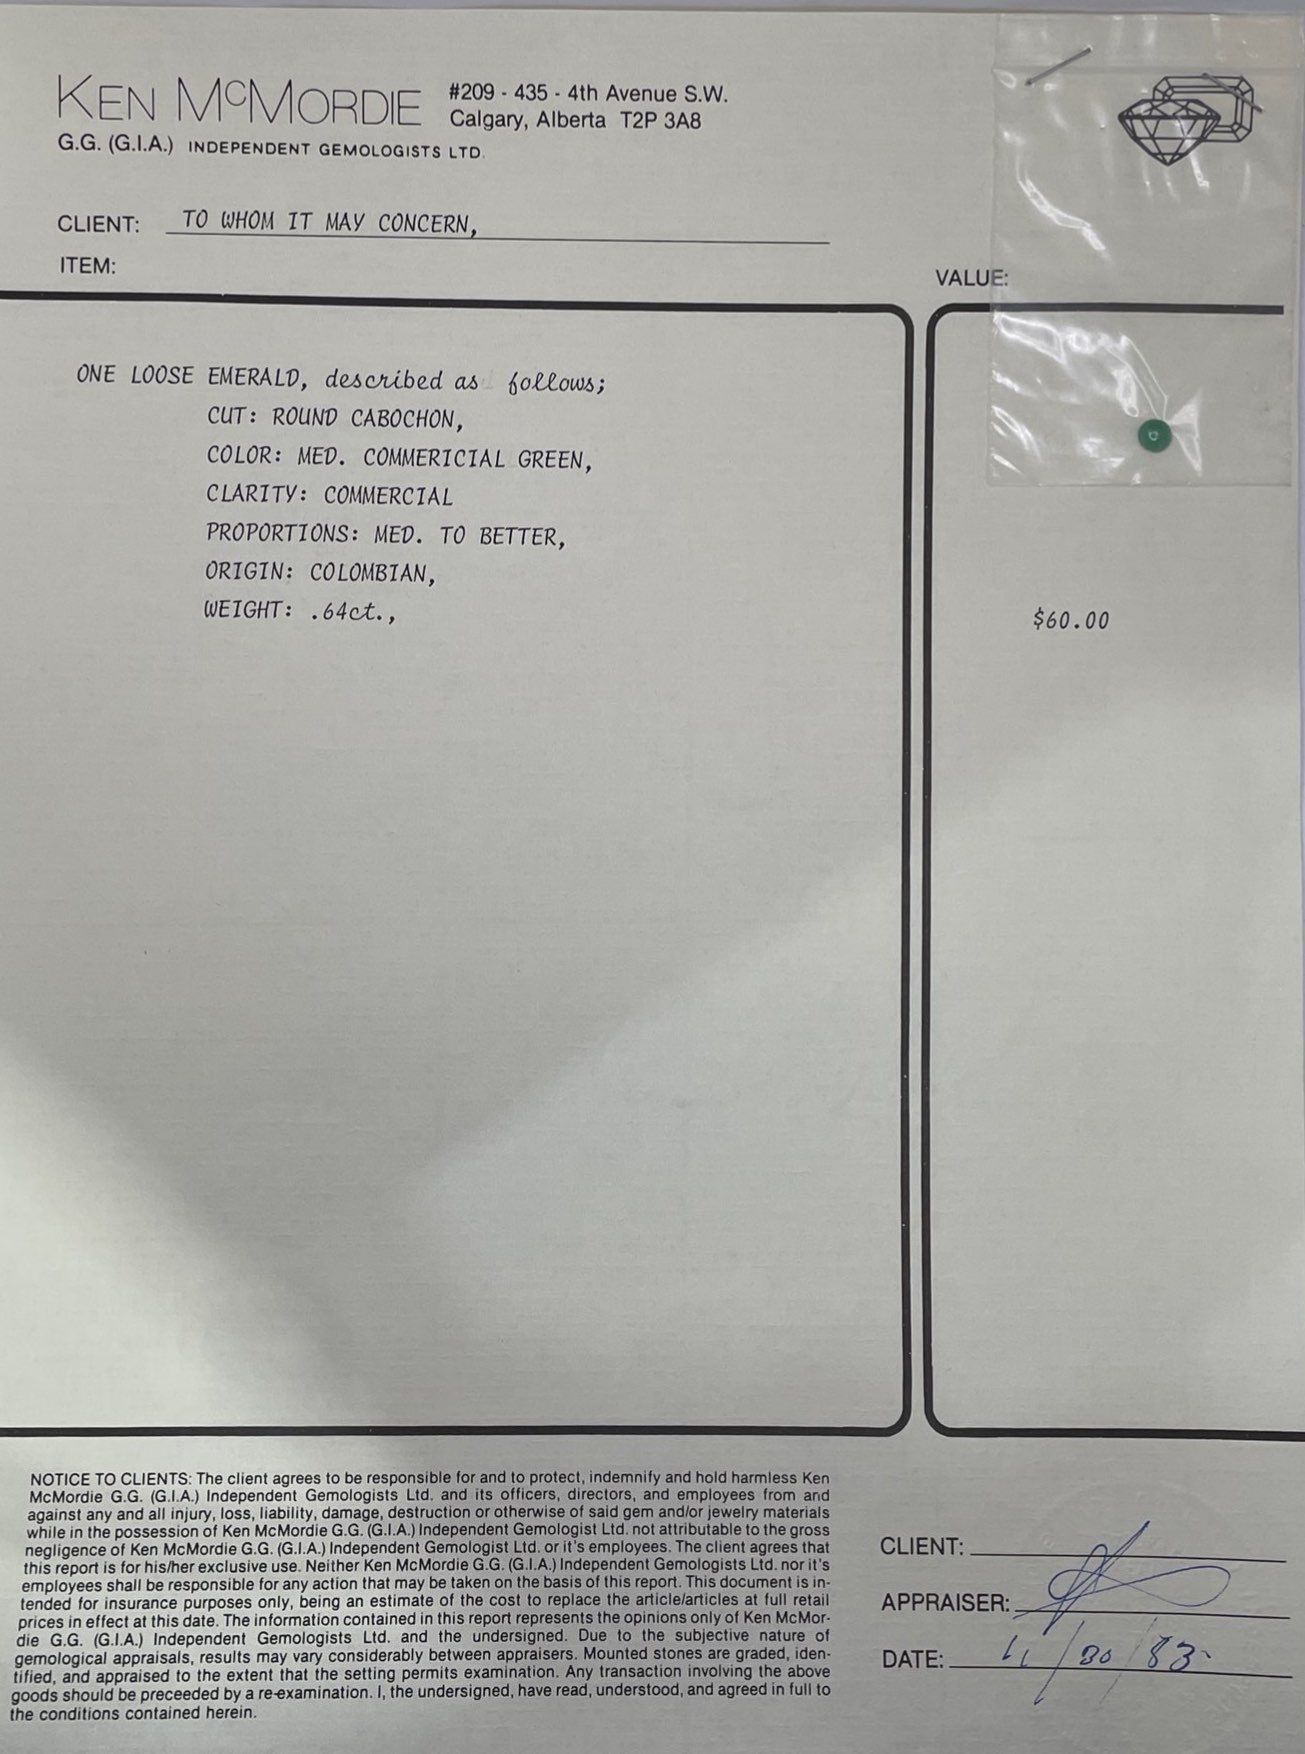 KEN McMORDIE
#209 - 435 - 4th Avenue S.W.
Calgary, Alberta T2P 3A8
G.G. (G.I.A.) INDEPENDENT GEMOLOGISTS LTD.
CLIENT: TO WHOM IT MAY CONCERN,
ITEM:
VALUE:
ONE LOOSE EMERALD, described as follows;
CUT: ROUND CABOCHON,
COLOR: MED. COMMERICIAL GREEN,
CLARITY: COMMERCIAL
PROPORTIONS: MED. TO BETTER,
ORIGIN: COLOMBIAN,
WEIGHT: .64ct.,
$60.00
NOTICE TO CLIENTS: The client agrees to be responsible for and to protect, indemnify and hold harmless Ken
McMordie G.G. (G.I.A.) Independent Gemologists Ltd. and its officers, directors, and employees from and
against any and all injury, loss, liability, damage, destruction or otherwise of said gem and/or jewelry materials
while in the possession of Ken McMordie G.G. (G.I.A.) Independent Gemologist Ltd. not attributable to the gross
negligence of Ken McMordie G.G. (G.I.A.) Independent Gemologist Ltd. or it's employees. The client agrees that
this report is for his/her exclusive use. Neither Ken McMordie G.G. (G.I.A.) Independent Gemologists Ltd. nor it's
employees shall be responsible for any action that may be taken on the basis of this report. This document is in-
tended for insurance purposes only, being an estimate of the cost to replace the article/articles at full retail
prices in effect at this date. The information contained in this report represents the opinions only of Ken McMor-
die G.G. (G.I.A.) Independent Gemologists Ltd. and the undersigned. Due to the subjective nature of
gemological appraisals, results may vary considerably between appraisers. Mounted stones are graded, iden-
tified, and appraised to the extent that the setting permits examination. Any transaction involving the above
goods should be preceeded by a re-examination. I, the undersigned, have read, understood, and agreed in full to
the conditions contained herein.
CLIENT:
APPRAISER:
DATE: 11/30/83